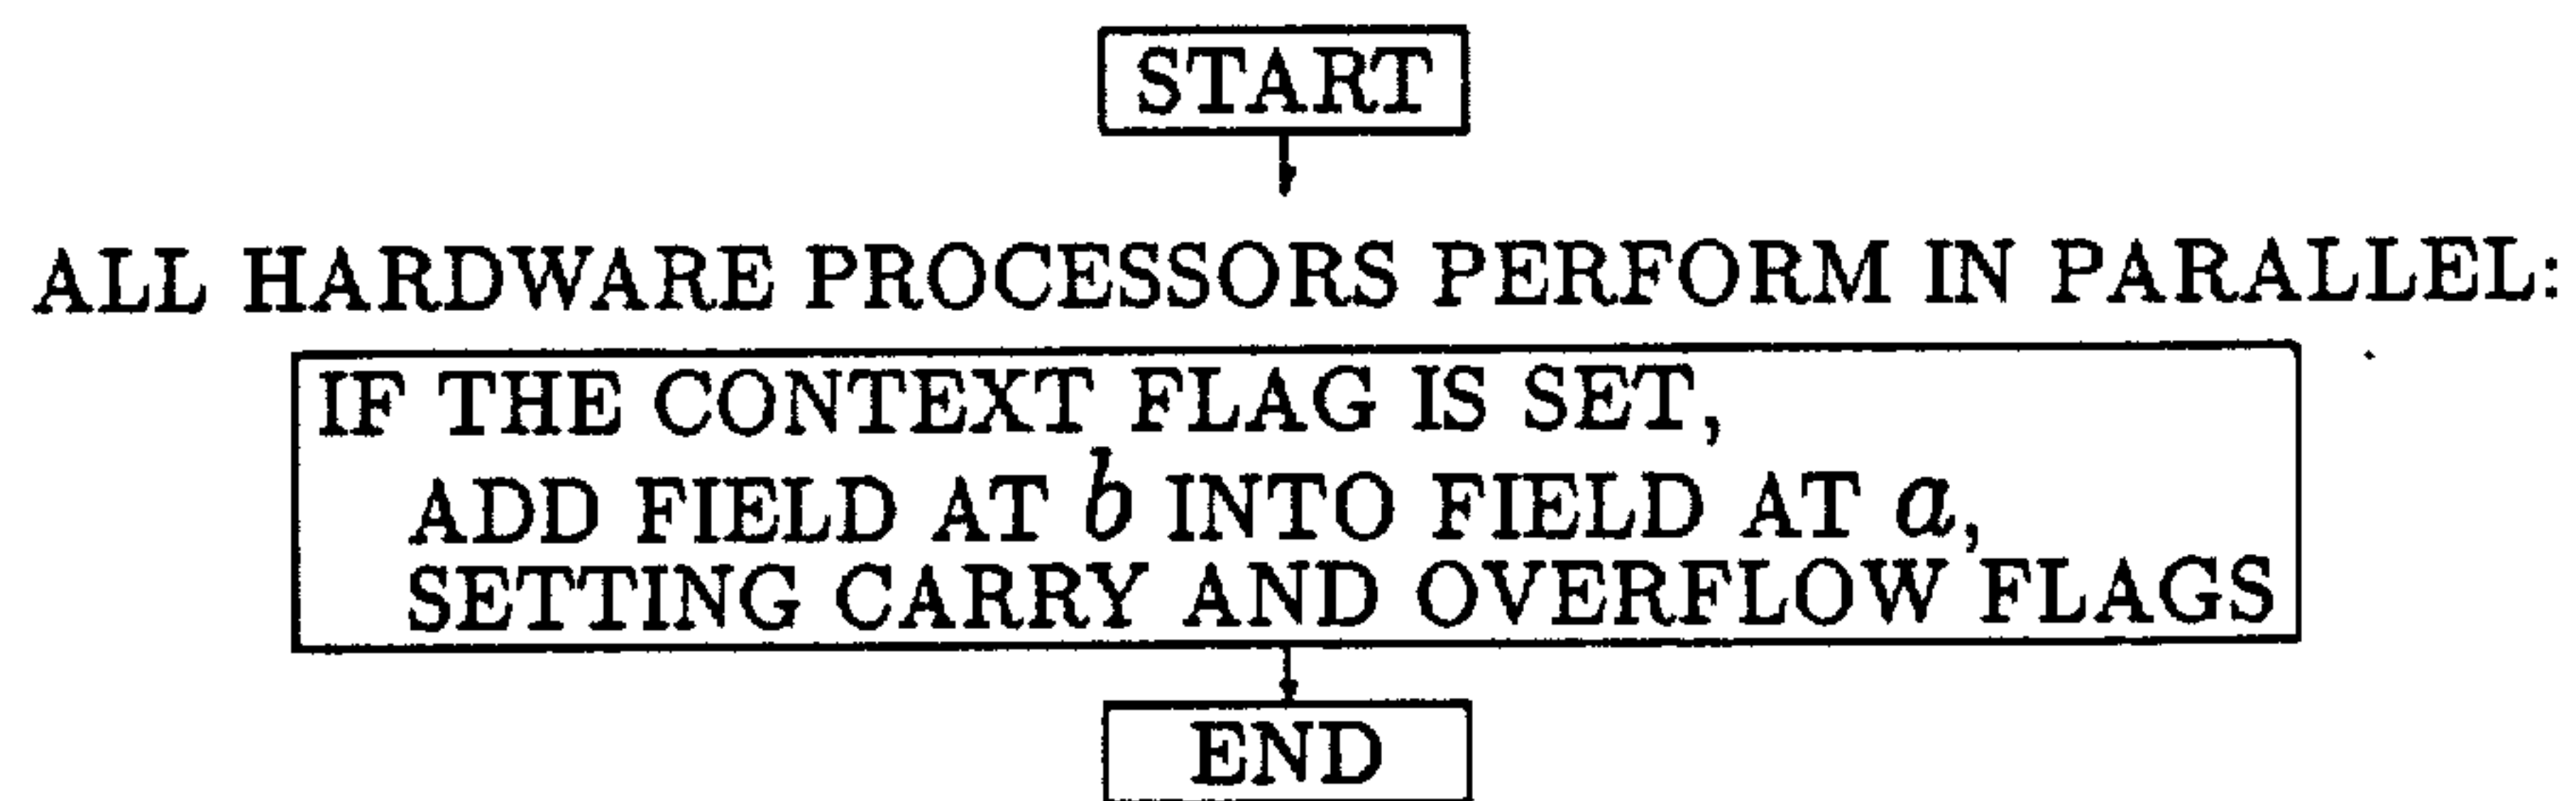 START
ALL HARDWARE PROCESSORS PERFORM IN PARALLEL:
IF THE CONTEXT FLAG IS SET,
ADD FIELD AT b INTO FIELD AT a,
SETTING CARRY AND OVERFLOW FLAGS
END